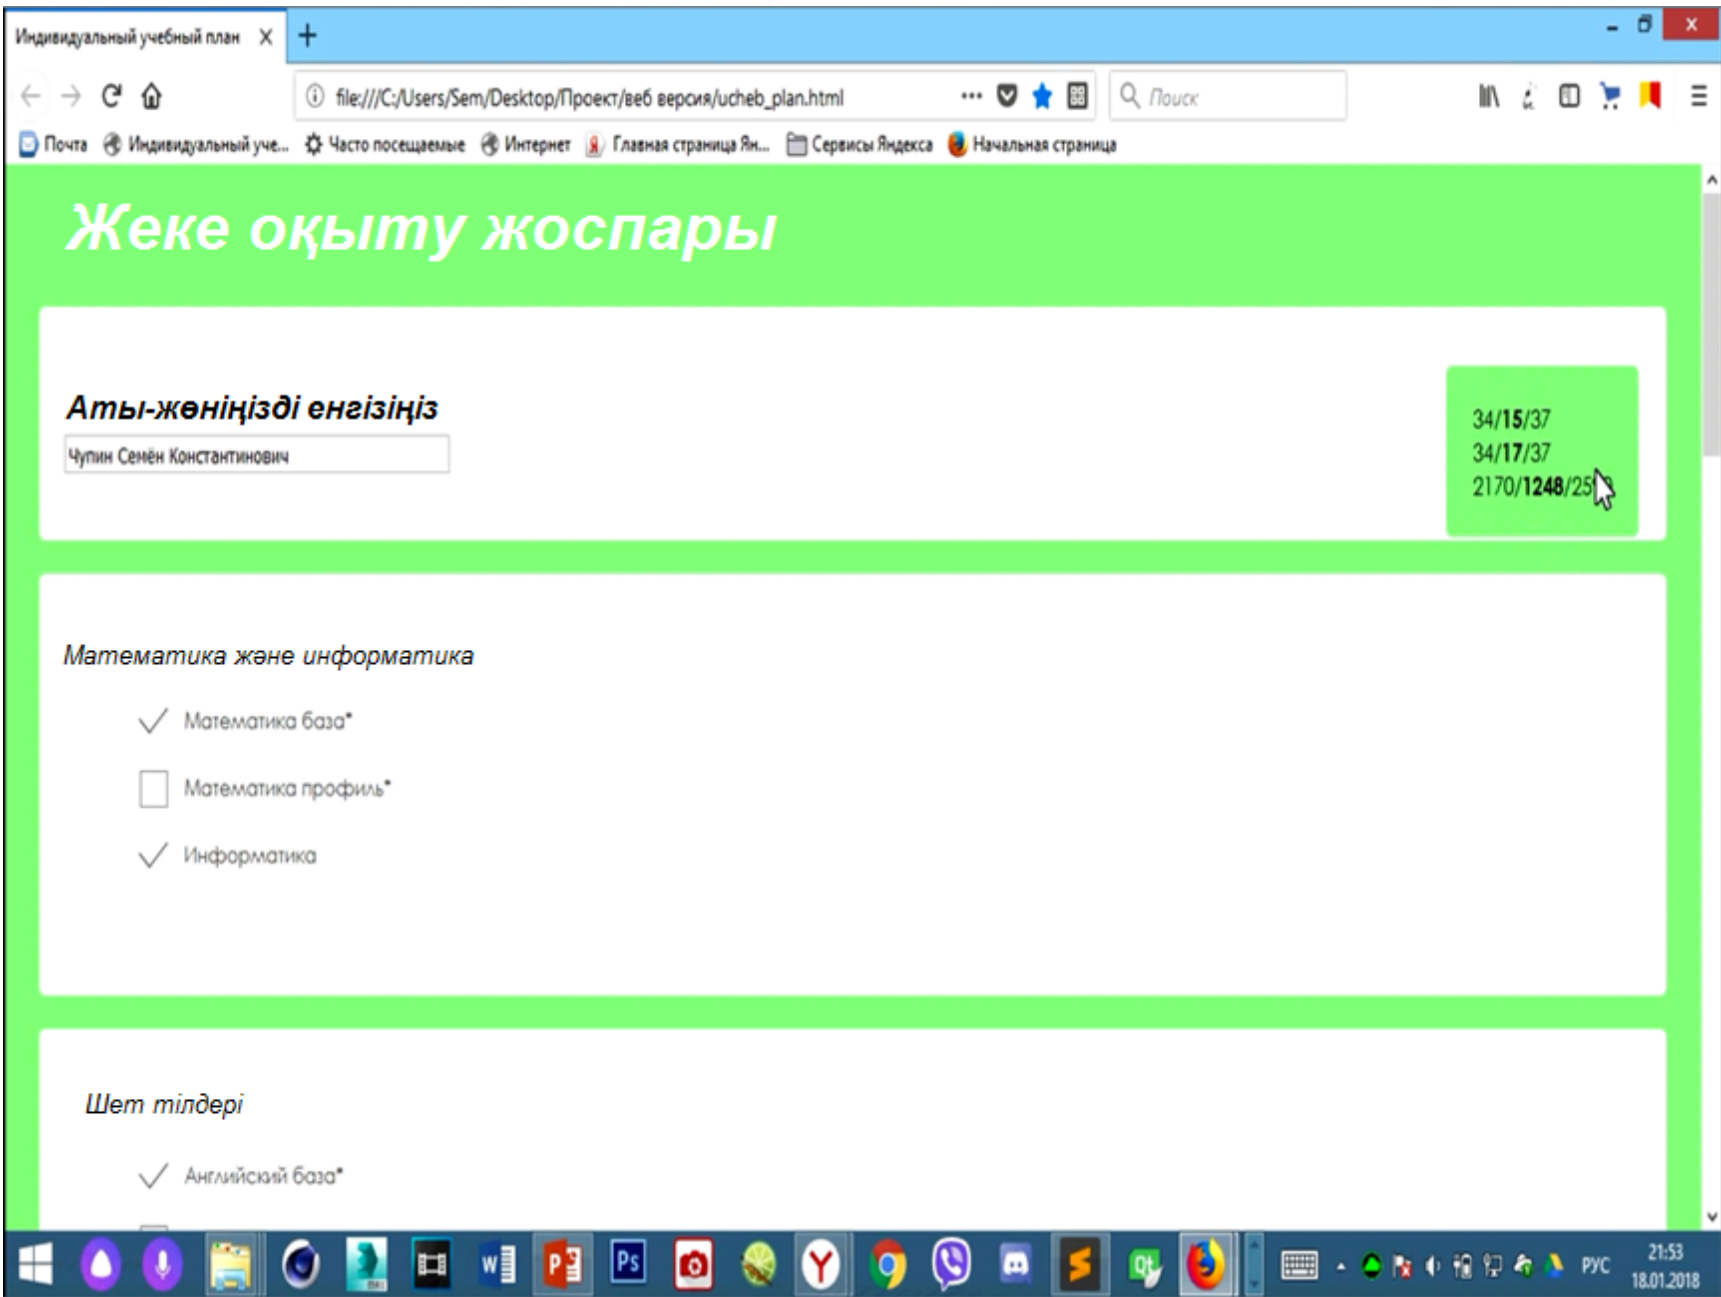 Индивидуальный учебный план
file:///C:/Users/Sem/Desktop/Проект/веб версия/ucheb_plan.html
Поиск
Почта Индивидуальный уче... Часто посещаемые Интернет Главная страница Ян... Сервисы Яндекса Начальная страница
Жеке оқыту жоспары
Аты-жөніңізді енгізіңіз
Чупин Семён Константинович
34/15/37
34/17/37
2170/1248/
Математика және информатика
Математика база*
Математика профиль*
Информатика
Шет тілдері
Английский база*
РУС
21:53
18.01.2018